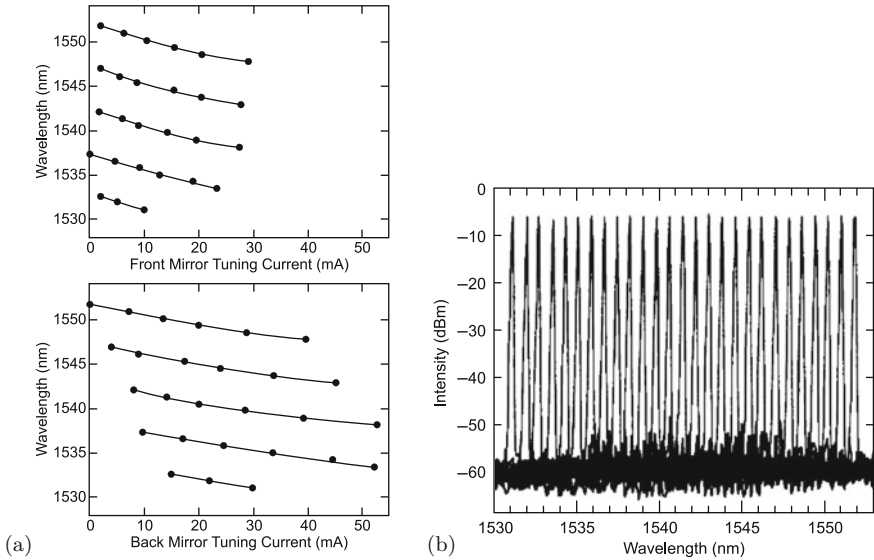 1550
1545
1540
1535
1530
Wavelength (nm)
0 10 20 30 40 50
Front Mirror Tuning Current (mA)
1550
1545
1540
1535
1530
Wavelength (nm)
0 10 20 30 40 50
Back Mirror Tuning Current (mA)
(a)
0
–10
–20
–30
–40
–50
–60
Intensity (dBm)
1530 1535 1540 1545 1550
Wavelength (nm)
(b)